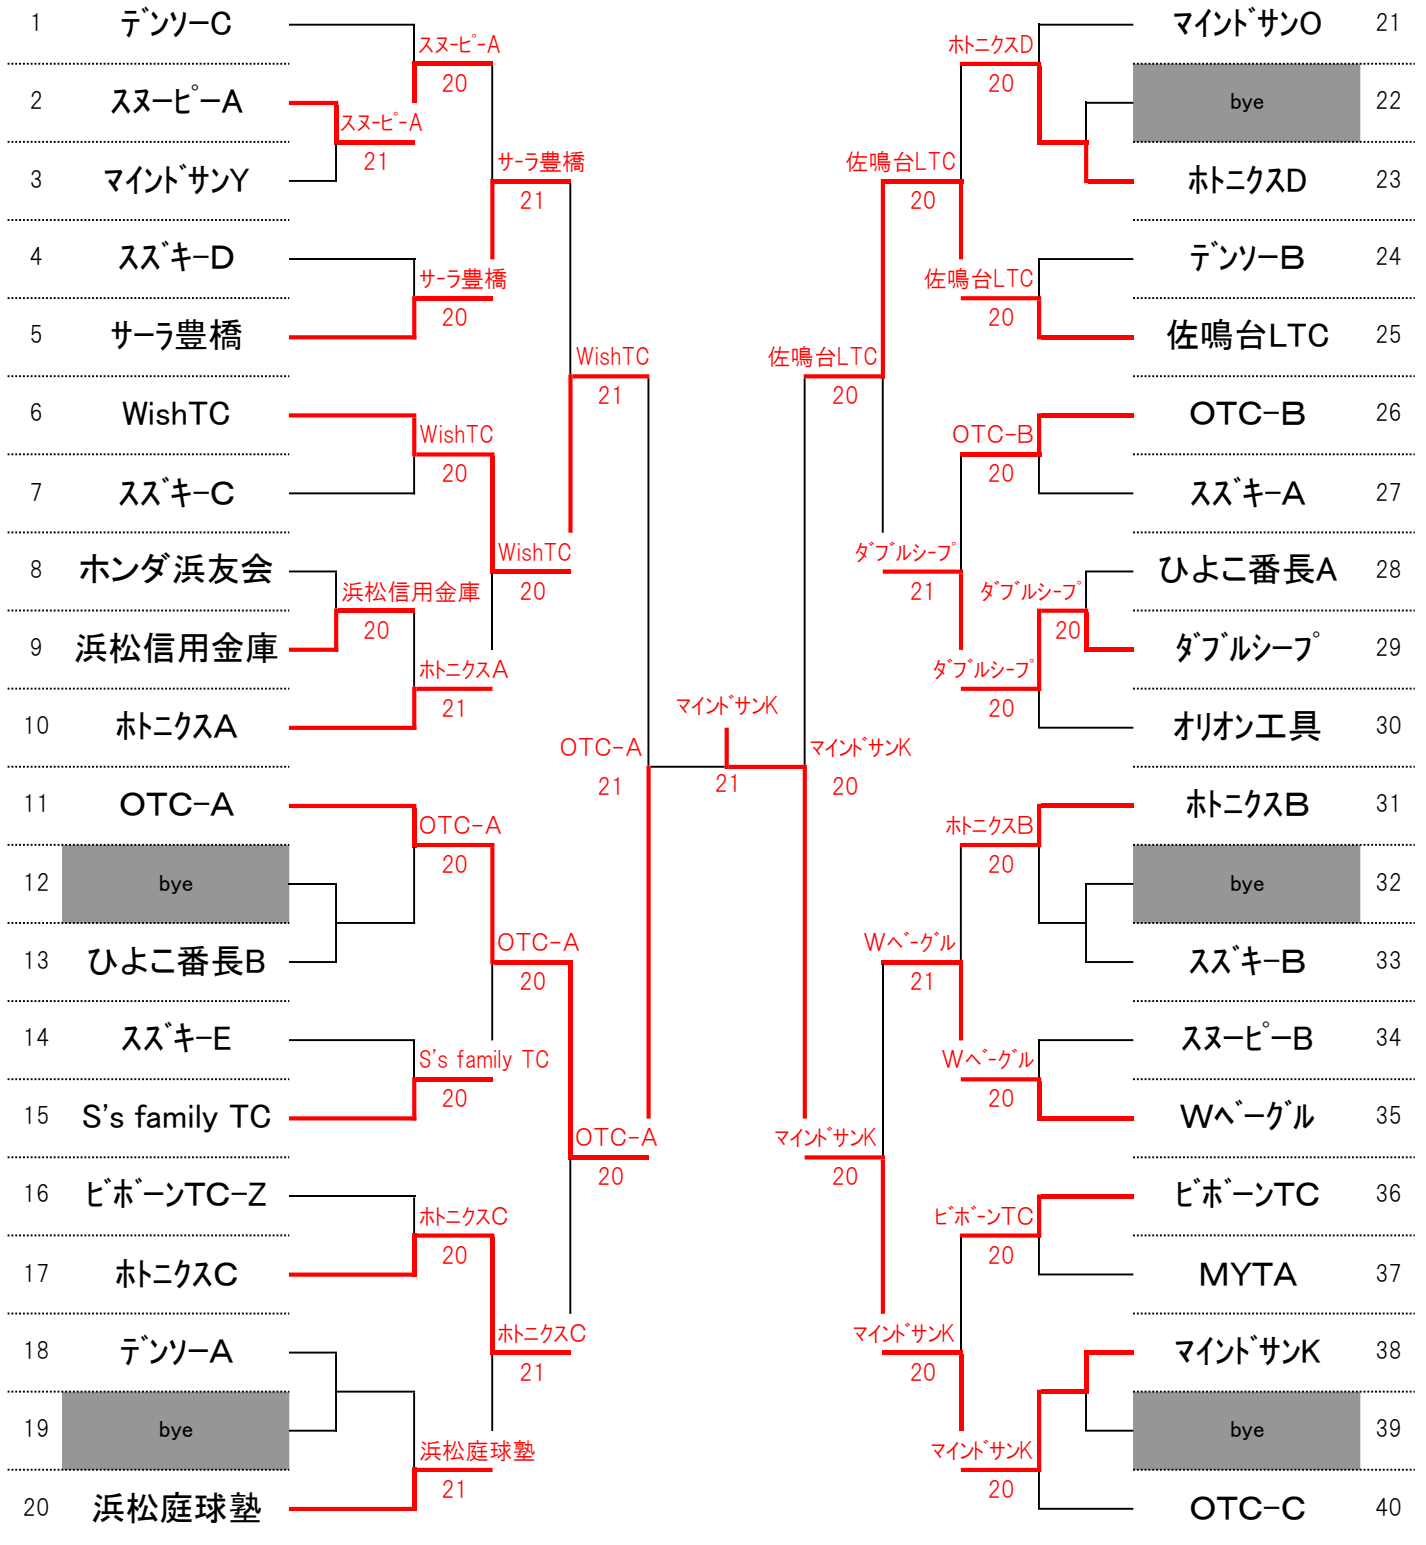 1 デンソーC
2 スヌーピーA
3 マインドサンY
4 スズキ-D
5 サーラ豊橋
6 WishTC
7 スズキ-C
8 ホンダ浜友会
9 浜松信用金庫
10 ホトニクスA
11 OTC-A
12 bye
13 ひよこ番長B
14 スズキ-E
15 S's family TC
16 ビボーンTC-Z
17 ホトニクスC
18 デンソーA
19 bye
20 浜松庭球塾
スヌーピーA
21
浜松信用金庫
20
スヌーピーA
20
サーラ豊橋
20
WishTC
20
ホトニクスA
21
OTC-A
20
S's family TC
20
ホトニクスC
20
浜松庭球塾
21
サーラ豊橋
21
WishTC
20
OTC-A
20
ホトニクスC
21
WishTC
21
OTC-A
20
OTC-A
21
マインドサンK
21
マインドサンK
20
佐鳴台LTC
20
マインドサンK
20
佐鳴台LTC
20
ダブルシープ
21
Wベーグル
21
マインドサンK
20
ホトニクスD
20
佐鳴台LTC
20
OTC-B
20
ダブルシープ
20
ダブルシープ
20
ホトニクスB
20
Wベーグル
20
ビボーンTC
20
マインドサンK
20
マインドサンO 21
bye 22
ホトニクスD 23
デンソーB 24
佐鳴台LTC 25
OTC-B 26
スズキ-A 27
ひよこ番長A 28
ダブルシープ 29
オリオン工具 30
ホトニクスB 31
bye 32
スズキ-B 33
スヌーピーB 34
Wベーグル 35
ビボーンTC 36
MYTA 37
マインドサンK 38
bye 39
OTC-C 40